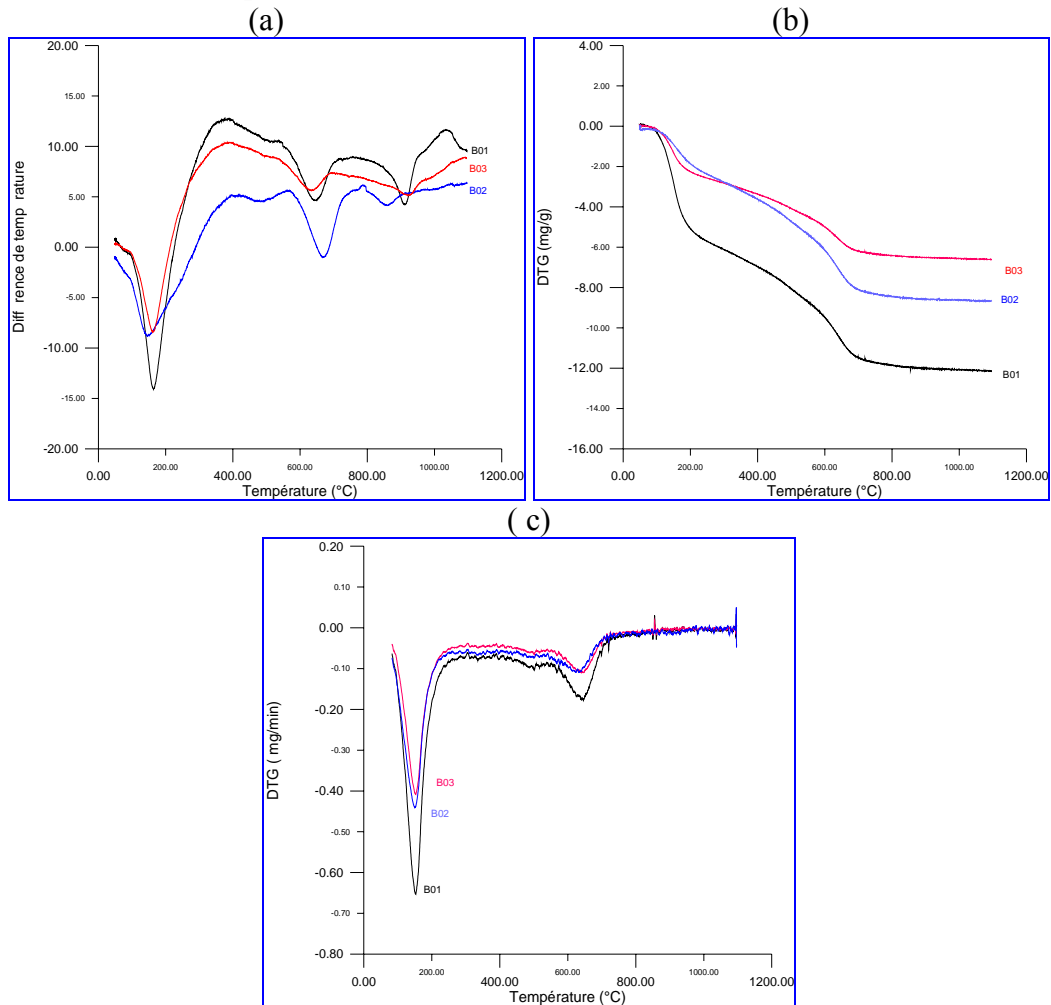 (a)
20.00
15.00
10.00
5.00
0.00
-5.00
-10.00
-15.00
-20.00
Diff rence de temp rature
B01
B03
B02
0.00
200.00
400.00
600.00
800.00
1000.00
1200.00
Température (°C)
(b)
4.00
2.00
0.00
-2.00
-4.00
-6.00
-8.00
-10.00
-12.00
-14.00
-16.00
DTG (mg/g)
B03
B02
B01
0.00
200.00
400.00
600.00
800.00
1000.00
1200.00
Température (°C)
( c)
0.20
0.10
0.00
-0.10
-0.20
-0.30
-0.40
-0.50
-0.60
-0.70
-0.80
DTG ( mg/min)
B03
B02
B01
0.00
200.00
400.00
600.00
800.00
1000.00
1200.00
Température (°C)